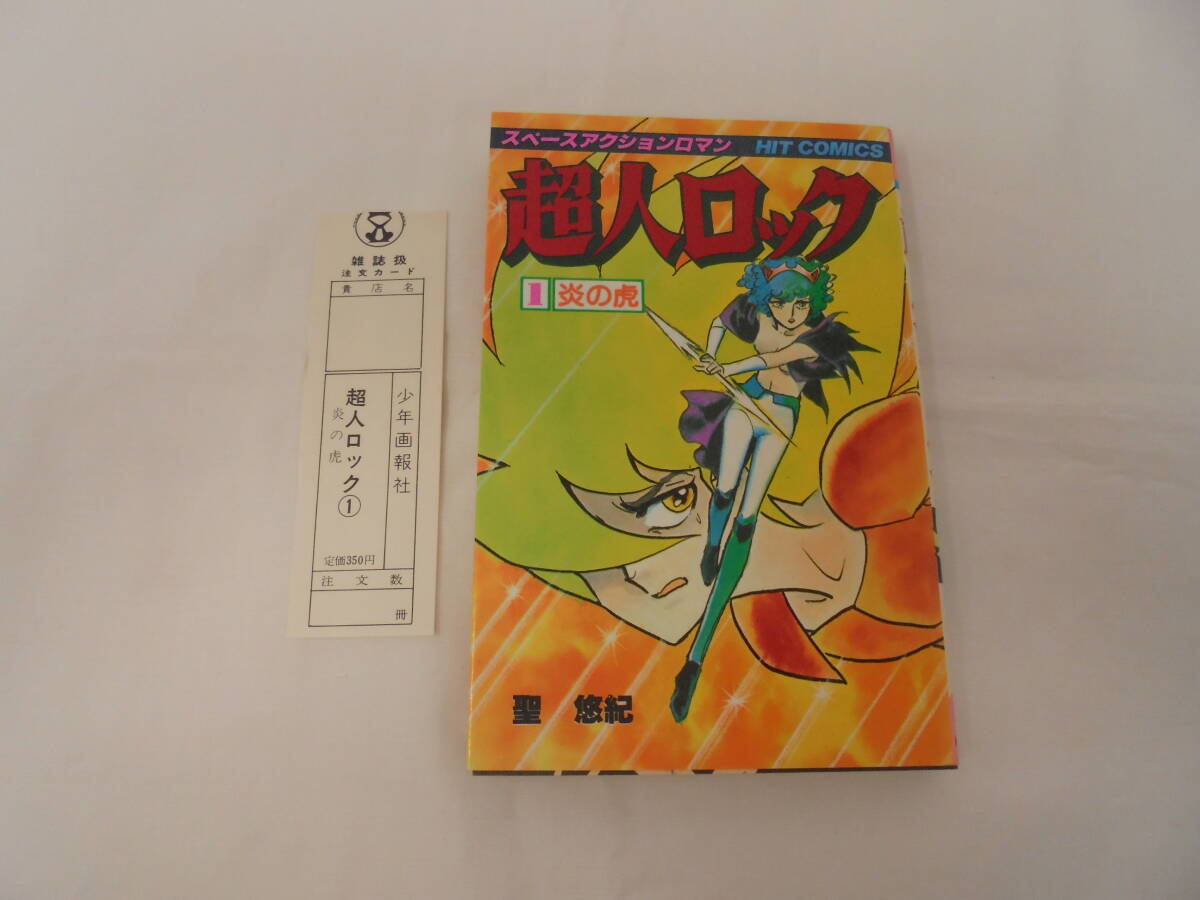 雑誌扱
注文カード
貴店名
少年画報社
超人ロック①
炎の虎
定価350円
注文数
冊
スペースアクションロマン HIT COMICS
超人ロック
1 炎の虎
聖 悠紀